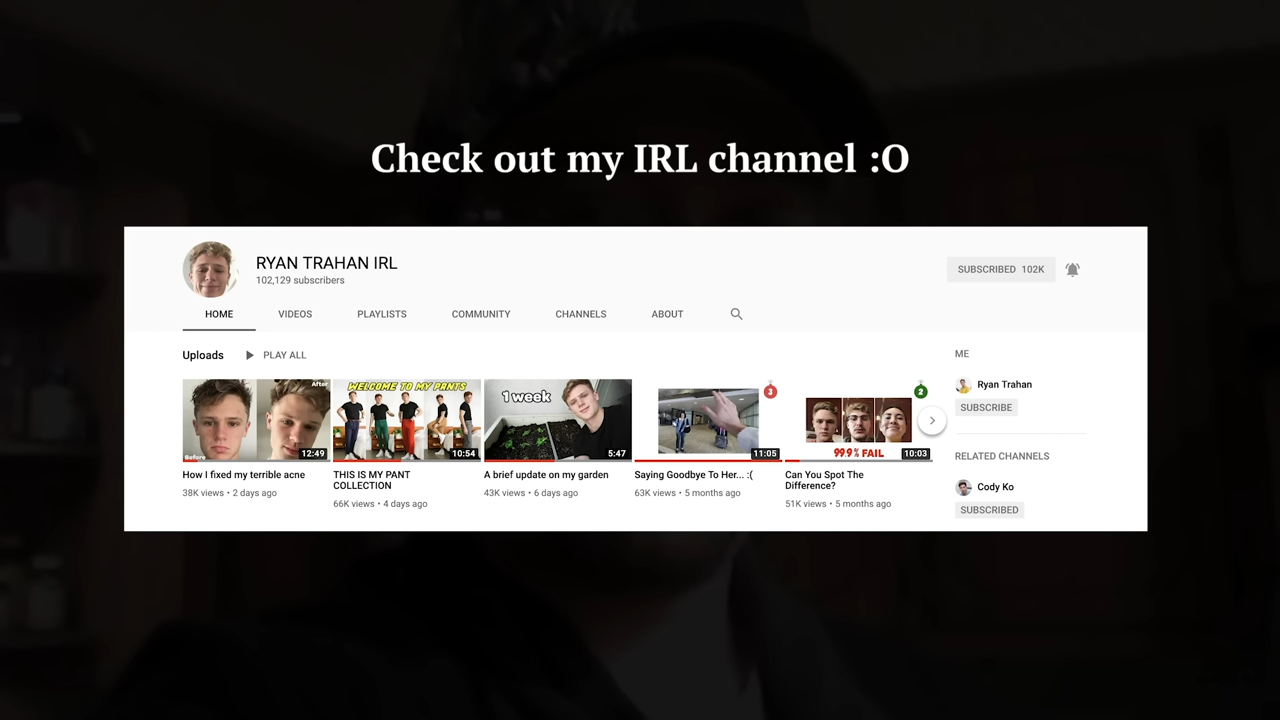 Check out my IRL channel :O
RYAN TRAHAN IRL
102,129 subscribers
SUBSCRIBED 102K
HOME VIDEOS PLAYLISTS COMMUNITY CHANNELS ABOUT
Uploads PLAY ALL
ME
Ryan Trahan
SUBSCRIBE
RELATED CHANNELS
Cody Ko
SUBSCRIBED
After
Before
12:49
How I fixed my terrible acne
38K views • 2 days ago
WELCOME TO MY PANTS
10:54
THIS IS MY PANT
COLLECTION
66K views • 4 days ago
1 week
5:47
A brief update on my garden
43K views • 6 days ago
3
11:05
Saying Goodbye To Her... :(
63K views • 5 months ago
2
99.9% FAIL
10:03
Can You Spot The
Difference?
51K views • 5 months ago